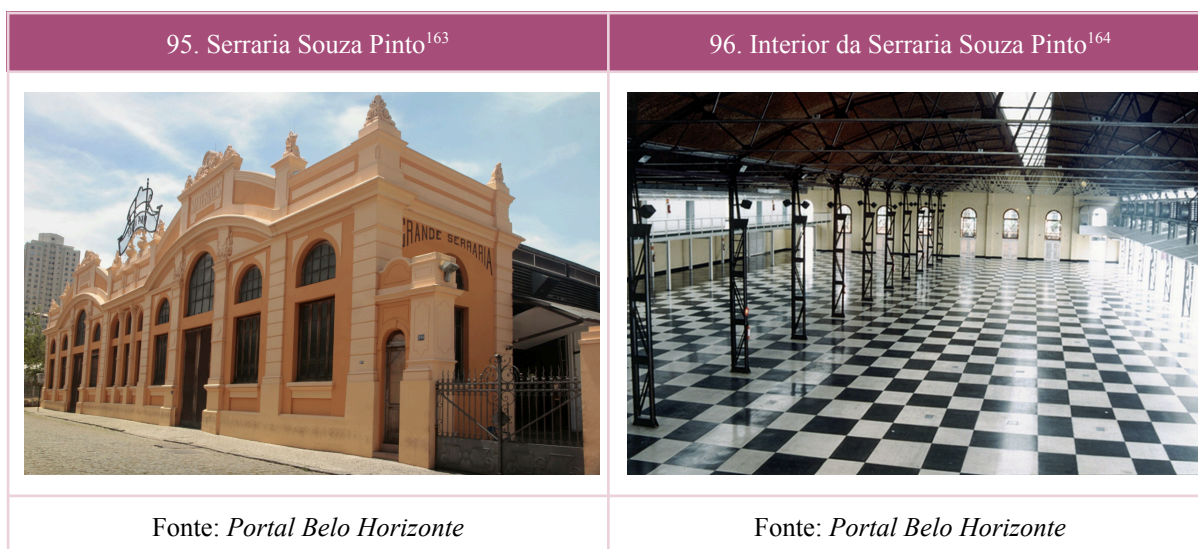 95. Serraria Souza Pinto163
96. Interior da Serraria Souza Pinto164
GRANDE SERRARIA
Fonte: Portal Belo Horizonte
Fonte: Portal Belo Horizonte